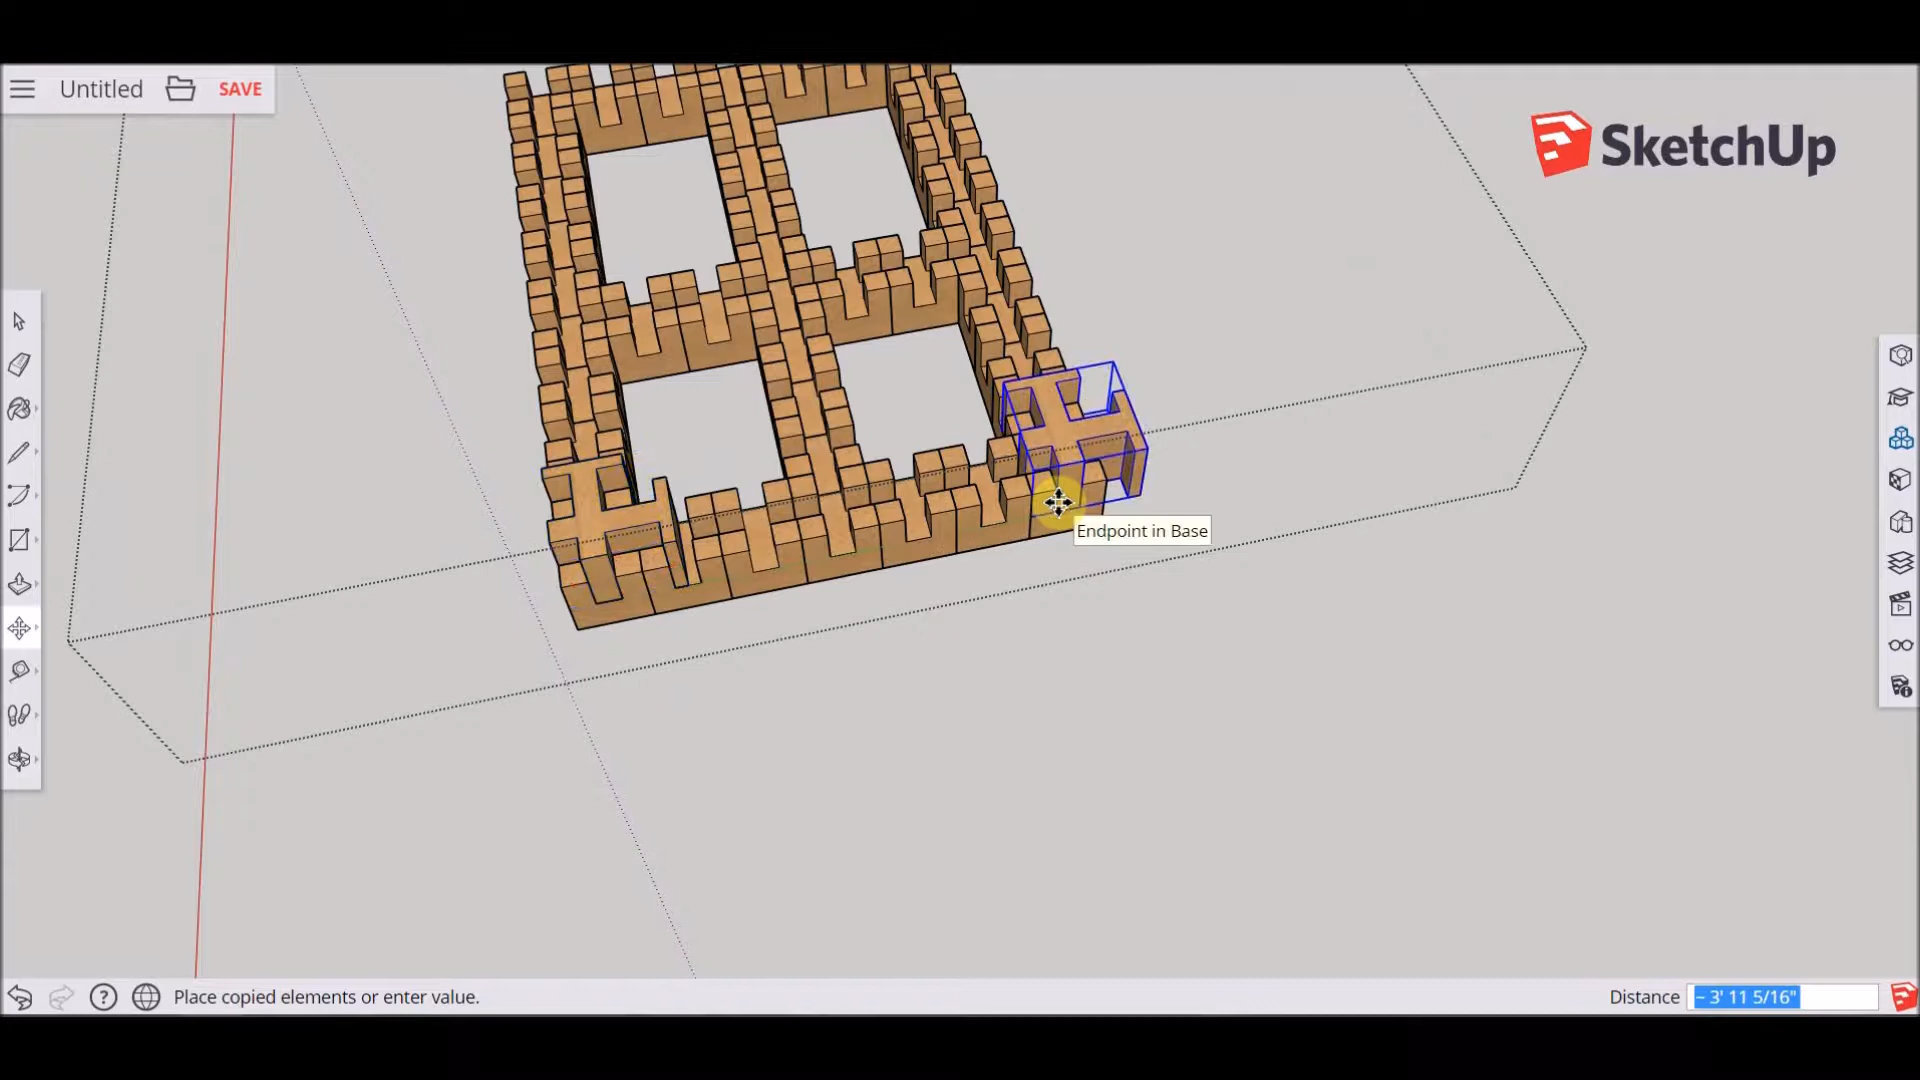 Untitled SAVE
SketchUp
Endpoint in Base
? Place copied elements or enter value. Distance ~ 3' 11 5/16"